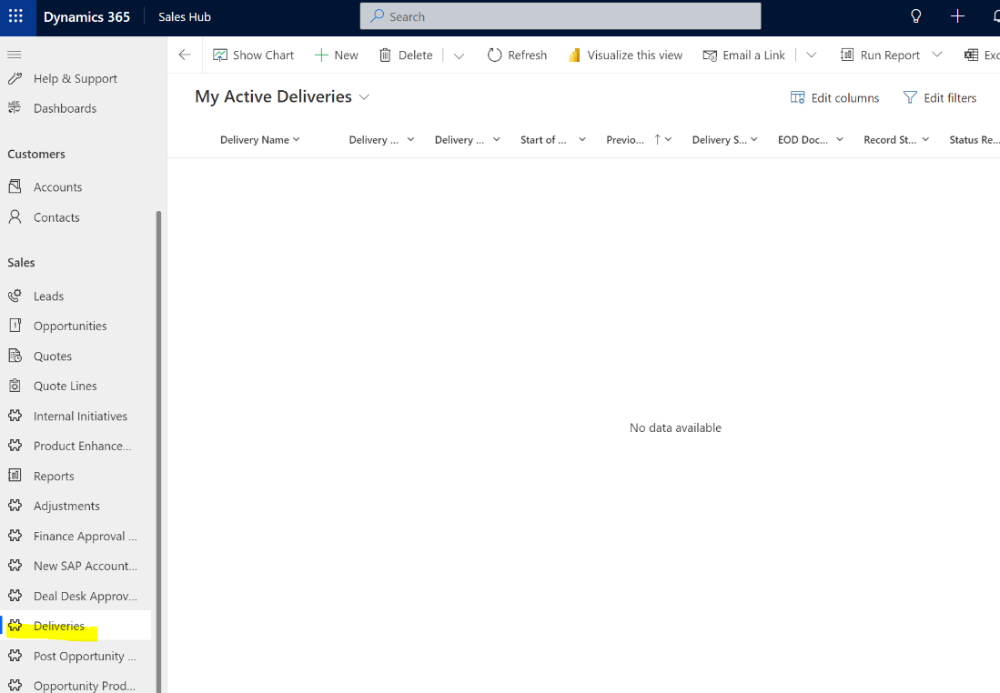 Dynamics 365 Sales Hub Search
Show Chart New Delete Refresh Visualize this view Email a Link Run Report Exc
Help & Support
Dashboards
Customers
Accounts
Contacts
Sales
Leads
Opportunities
Quotes
Quote Lines
Internal Initiatives
Product Enhance...
Reports
Adjustments
Finance Approval ...
New SAP Account...
Deal Desk Approv...
Deliveries
Post Opportunity ...
Opportunity Prod...
My Active Deliveries Edit columns Edit filters
Delivery Name Delivery ... Delivery ... Start of ... Previo... ↑ Delivery S... EOD Doc... Record St... Status Re...
No data available